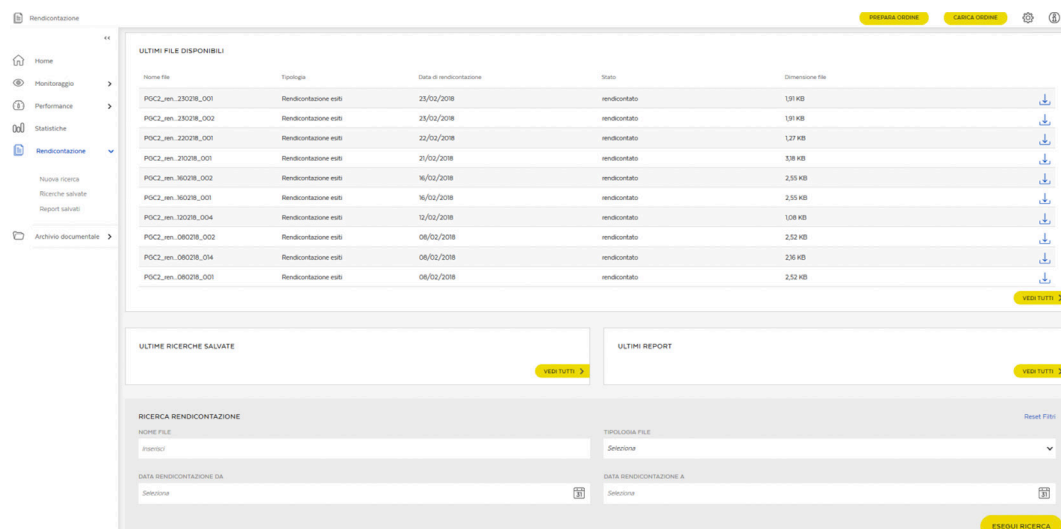 Rendicontazione
PREPARA ORDINE
CARICA ORDINE
<<
Home
Monitoraggio
Performance
Statistiche
Rendicontazione
Nuova ricerca
Ricerche salvate
Report salvati
Archivio documentale
ULTIMI FILE DISPONIBILI
Nome file Tipologia Data di rendicontazione Stato Dimensione file
PGC2_ren...230218_001 Rendicontazione esiti 23/02/2018 rendicontato 1,91 KB
PGC2_ren...230218_002 Rendicontazione esiti 23/02/2018 rendicontato 1,91 KB
PGC2_ren...220218_001 Rendicontazione esiti 22/02/2018 rendicontato 1,27 KB
PGC2_ren...210218_001 Rendicontazione esiti 21/02/2018 rendicontato 3,18 KB
PGC2_ren...160218_002 Rendicontazione esiti 16/02/2018 rendicontato 2,55 KB
PGC2_ren...160218_001 Rendicontazione esiti 16/02/2018 rendicontato 2,55 KB
PGC2_ren...120218_004 Rendicontazione esiti 12/02/2018 rendicontato 1,08 KB
PGC2_ren...080218_002 Rendicontazione esiti 08/02/2018 rendicontato 2,52 KB
PGC2_ren...080218_014 Rendicontazione esiti 08/02/2018 rendicontato 2,16 KB
PGC2_ren...080218_001 Rendicontazione esiti 08/02/2018 rendicontato 2,52 KB
VEDI TUTTI
ULTIME RICERCHE SALVATE
VEDI TUTTI
ULTIMI REPORT
VEDI TUTTI
RICERCA RENDICONTAZIONE
Reset Filtri
NOME FILE
Inserisci
TIPOLOGIA FILE
Seleziona
DATA RENDICONTAZIONE DA
Seleziona
31
DATA RENDICONTAZIONE A
Seleziona
31
ESEGUI RICERCA